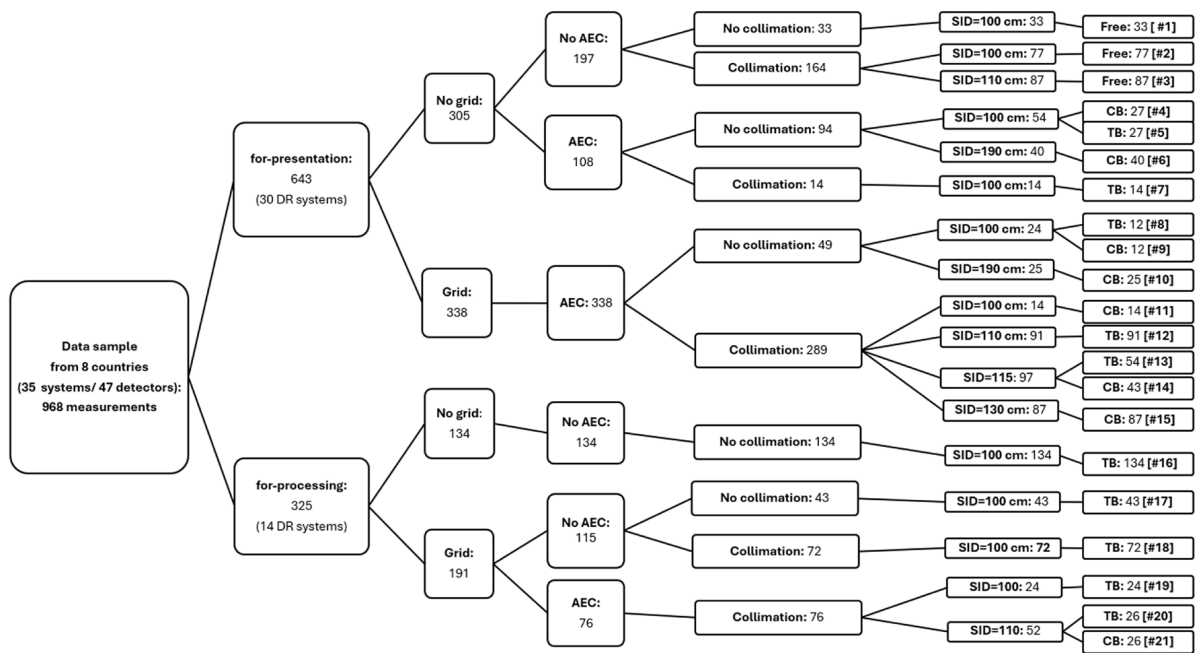 Data sample
from 8 countries
(35 systems/ 47 detectors):
968 measurements
for-presentation:
643
(30 DR systems)
for-processing:
325
(14 DR systems)
No grid:
305
Grid:
338
No grid:
134
Grid:
191
No AEC:
197
AEC:
108
AEC: 338
No AEC:
134
No AEC:
115
AEC:
76
No collimation: 33
Collimation: 164
No collimation: 94
Collimation: 14
No collimation: 49
Collimation: 289
No collimation: 134
No collimation: 43
Collimation: 72
Collimation: 76
SID=100 cm: 33
SID=100 cm: 77
SID=110 cm: 87
SID=100 cm: 54
SID=190 cm: 40
SID=100 cm:14
SID=100 cm: 24
SID=190 cm: 25
SID=100 cm: 14
SID=110 cm: 91
SID=115: 97
SID=130 cm: 87
SID=100 cm: 134
SID=100 cm: 43
SID=100 cm: 72
SID=100: 24
SID=110: 52
Free: 33 [ #1]
Free: 77 [#2]
Free: 87 [#3]
CB: 27 [#4]
TB: 27 [#5]
CB: 40 [#6]
TB: 14 [#7]
TB: 12 [#8]
CB: 12 [#9]
CB: 25 [#10]
CB: 14 [#11]
TB: 91 [#12]
TB: 54 [#13]
CB: 43 [#14]
CB: 87 [#15]
TB: 134 [#16]
TB: 43 [#17]
TB: 72 [#18]
TB: 24 [#19]
TB: 26 [#20]
CB: 26 [#21]